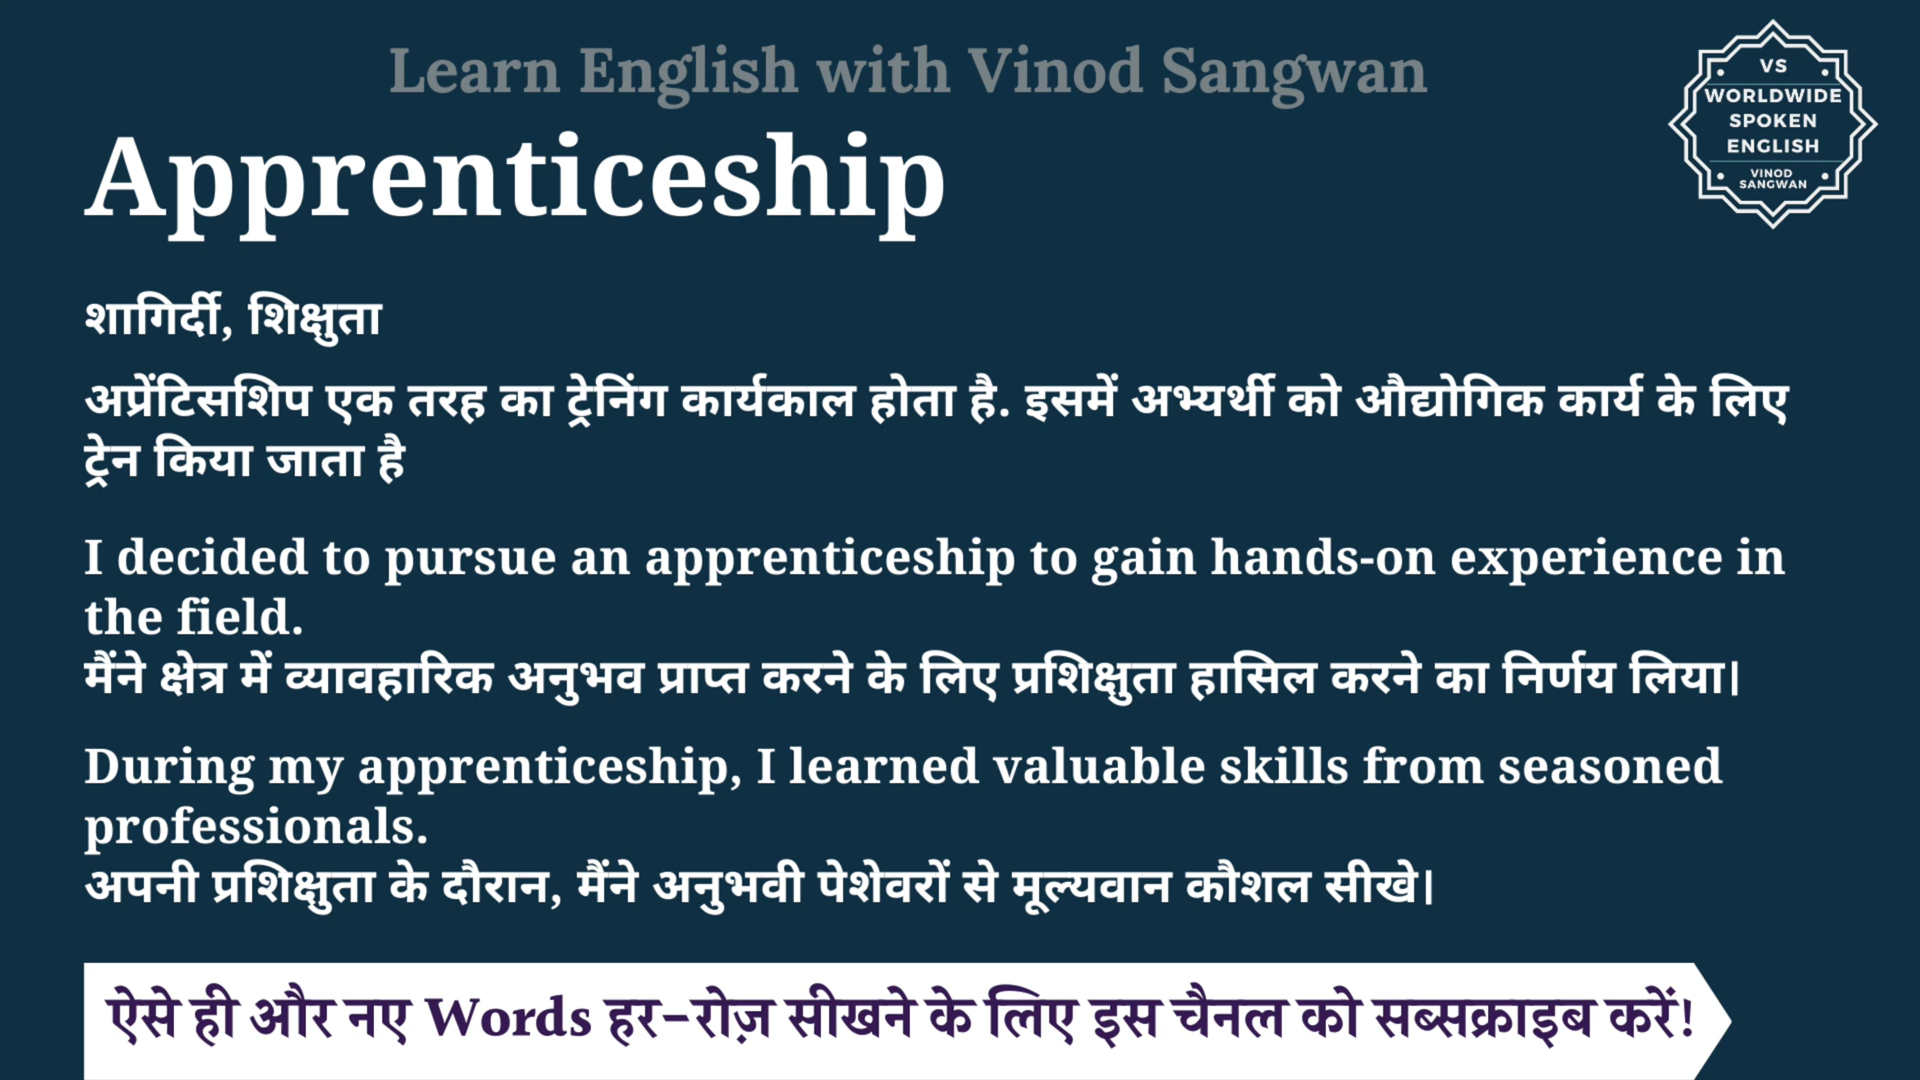 Learn English with Vinod Sangwan
VS
WORLDWIDE
SPOKEN
ENGLISH
VINOD
SANGWAN
Apprenticeship
शागिर्दी, शिक्षुता
अप्रेंटिसशिप एक तरह का ट्रेनिंग कार्यकाल होता है. इसमें अभ्यर्थी को औद्योगिक कार्य के लिए
ट्रेन किया जाता है
I decided to pursue an apprenticeship to gain hands-on experience in
the field.
मैंने क्षेत्र में व्यावहारिक अनुभव प्राप्त करने के लिए प्रशिक्षुता हासिल करने का निर्णय लिया।
During my apprenticeship, I learned valuable skills from seasoned
professionals.
अपनी प्रशिक्षुता के दौरान, मैंने अनुभवी पेशेवरों से मूल्यवान कौशल सीखे।
ऐसे ही और नए Words हर-रोज़ सीखने के लिए इस चैनल को सब्सक्राइब करें!